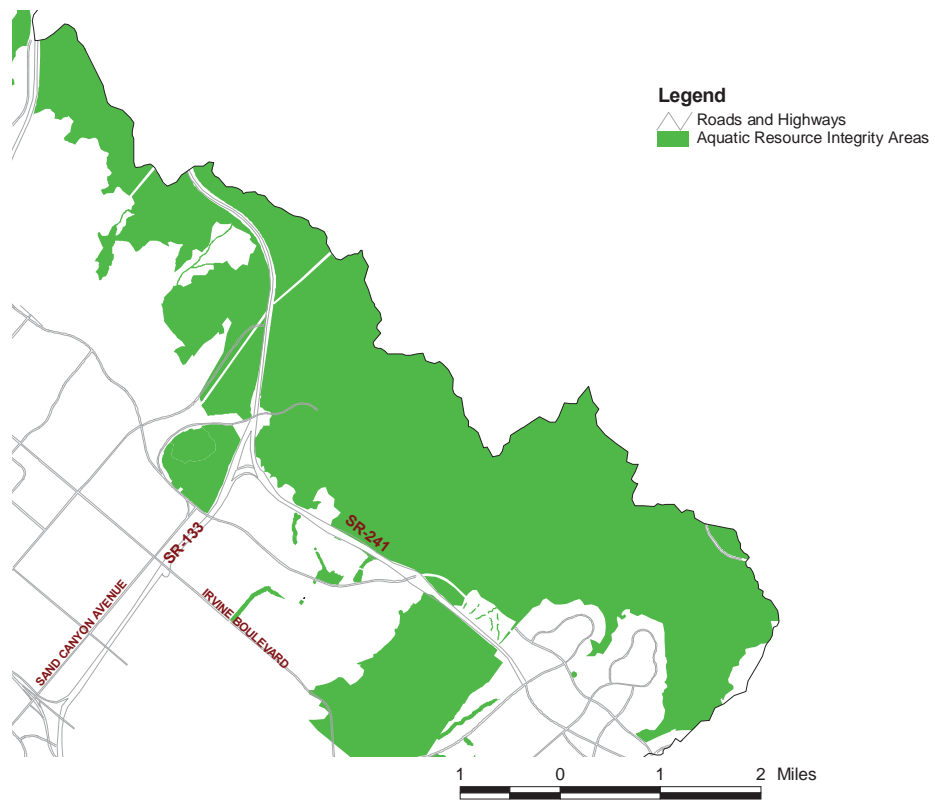 Legend
Roads and Highways
Aquatic Resource Integrity Areas
SR-241
SR-133
SAND CANYON AVENUE
IRVINE BOULEVARD
1 0 1 2 Miles